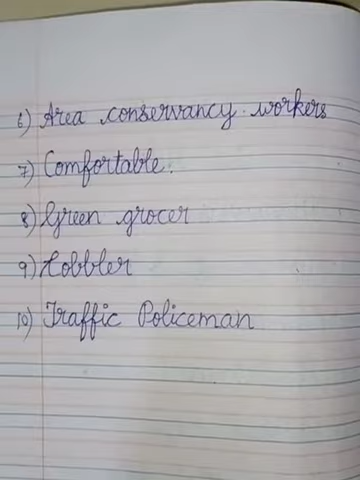 6) Area conservancy workers
7) Comfortable.
8) Green grocer
9) Cobbler
10) Traffic Policeman